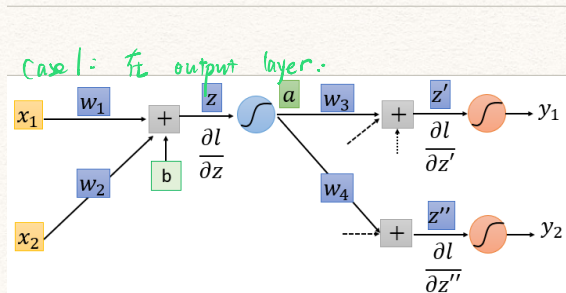 Case 1: 在 output layer:
x₁ w₁ + z a w₃ + z' y₁
∂l/∂z ∂l/∂z'
w₂ b w₄
x₂ + z'' y₂
∂l/∂z''